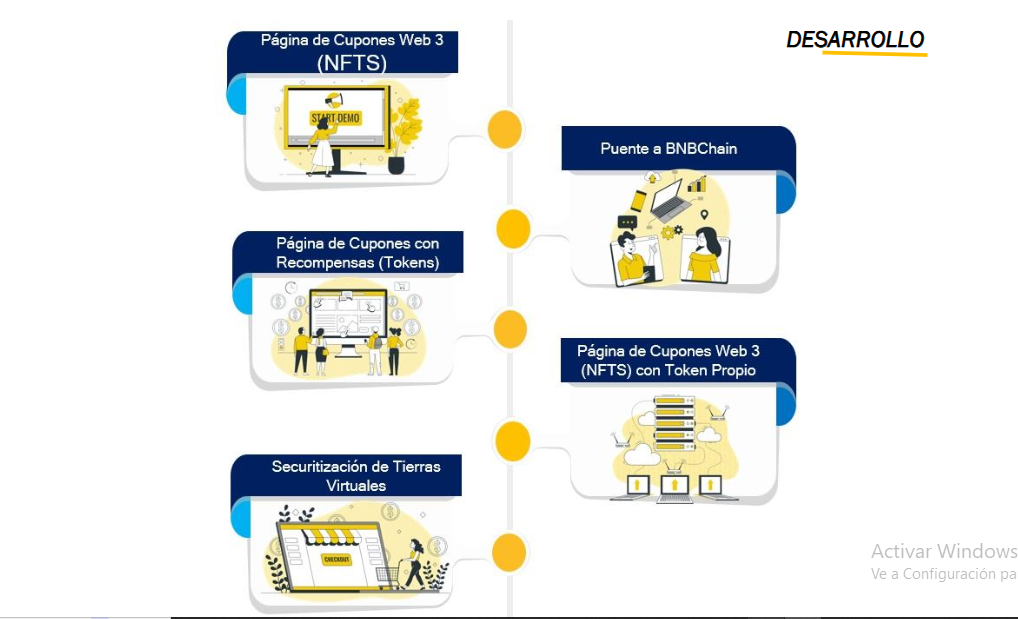 DESARROLLO
Página de Cupones Web 3
(NFTS)
START DEMO
Puente a BNBChain
Página de Cupones con
Recompensas (Tokens)
Página de Cupones Web 3
(NFTS) con Token Propio
Securitización de Tierras
Virtuales
CHECKOUT
Activar Windows
Ve a Configuración pa